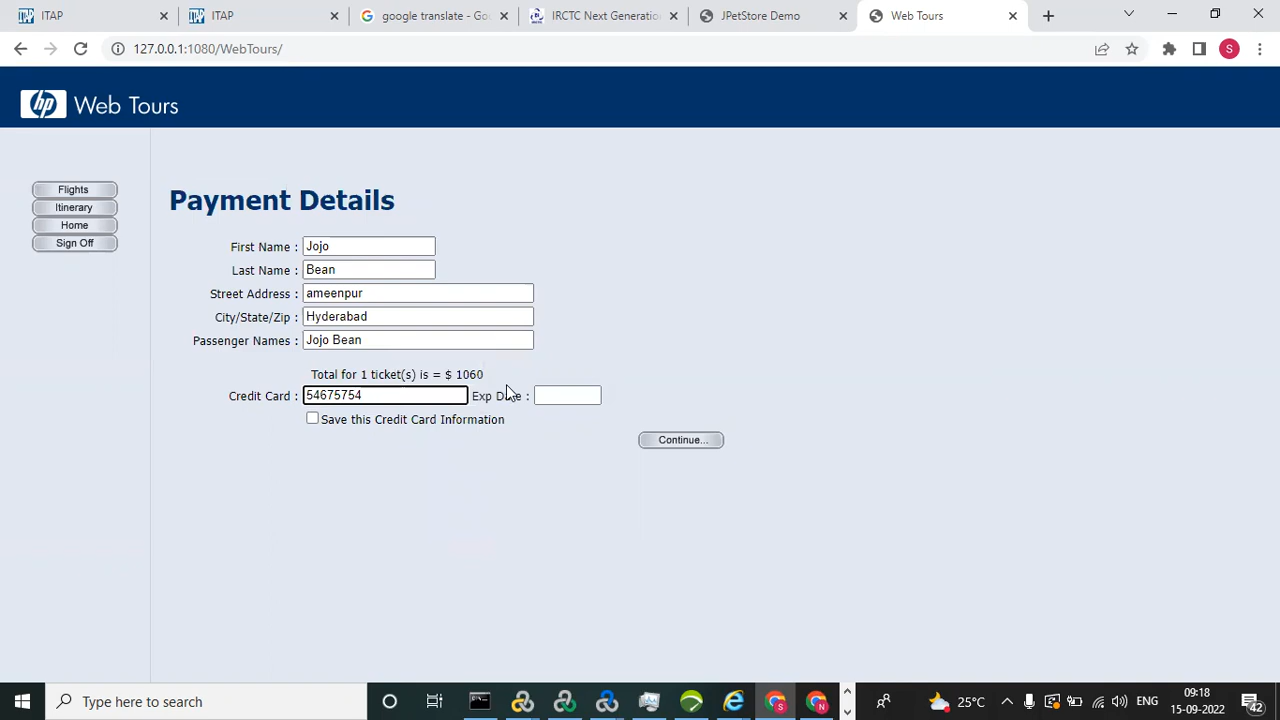 ITAP
ITAP
google translate - Goo
IRCTC Next Generation
JPetStore Demo
Web Tours
127.0.0.1:1080/WebTours/
S
hp Web Tours
Flights
Itinerary
Home
Sign Off
Payment Details
First Name : Jojo
Last Name : Bean
Street Address : ameenpur
City/State/Zip : Hyderabad
Passenger Names : Jojo Bean
Total for 1 ticket(s) is = $ 1060
Credit Card : 54675754 Exp Date :
Save this Credit Card Information
Continue...
Type here to search
25°C
ENG
09:18
15-09-2022
42